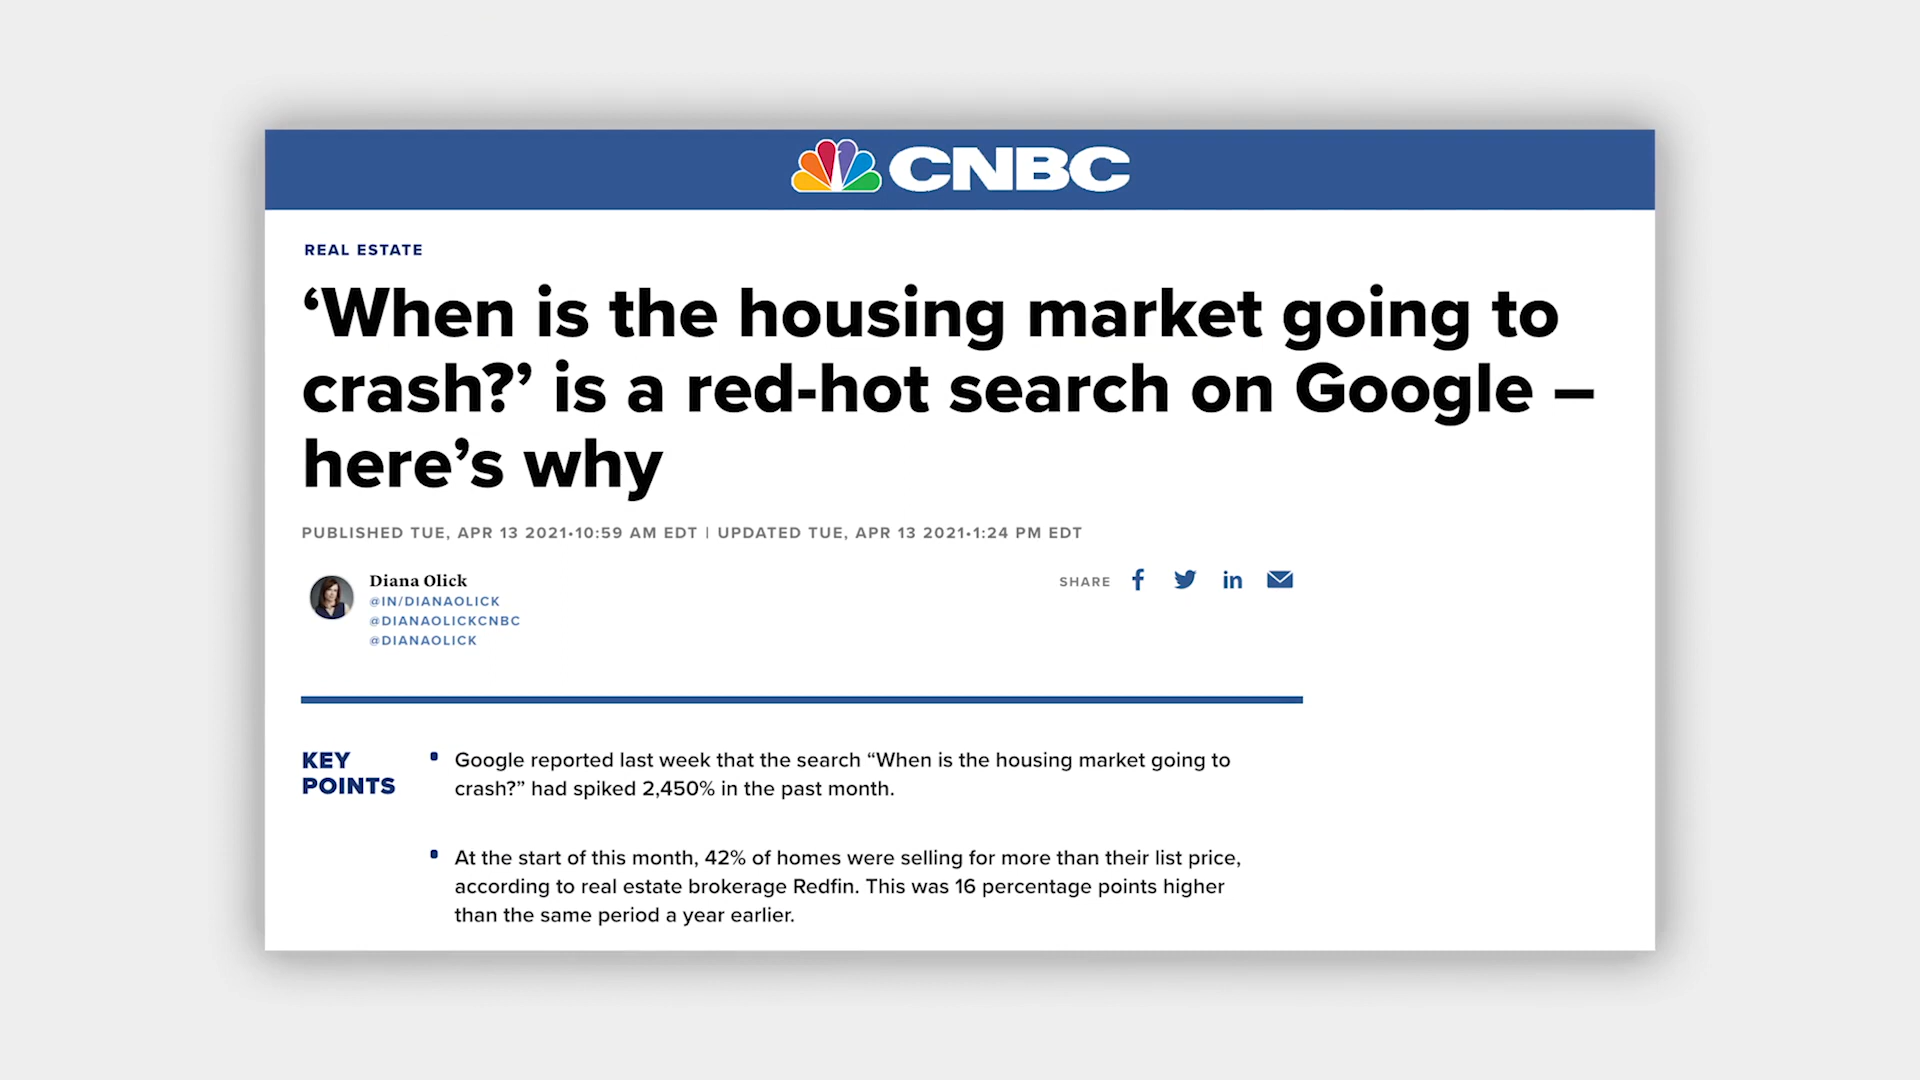 CNBC
REAL ESTATE
‘When is the housing market going to
crash?’ is a red-hot search on Google –
here’s why
PUBLISHED TUE, APR 13 2021•10:59 AM EDT | UPDATED TUE, APR 13 2021•1:24 PM EDT
Diana Olick
@IN/DIANAOLICK
@DIANAOLICKCNBC
@DIANAOLICK
SHARE
KEY
POINTS
Google reported last week that the search “When is the housing market going to
crash?” had spiked 2,450% in the past month.
At the start of this month, 42% of homes were selling for more than their list price,
according to real estate brokerage Redfin. This was 16 percentage points higher
than the same period a year earlier.